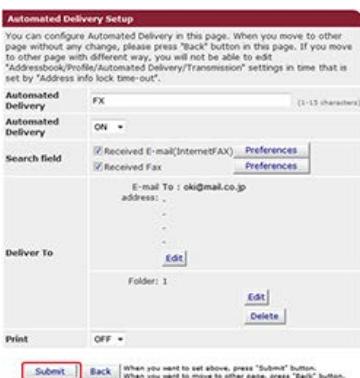 Automated Delivery Setup
You can configure Automated Delivery in this page. When you move to other
page without any change, please press "Back" button in this page. If you move
to other page with different way, you will not be able to edit
"Addressbook/Profile/Automated Delivery/Transmission" settings in time that is
set by "Address info lock time-out".
Automated Delivery
FX
(1-15 characters)
Automated Delivery
ON
Search field
Received E-mail(InternetFAX) Preferences
Received Fax Preferences
Deliver To
E-mail address:
To : oki@mail.co.jp
.
.
.
.
Edit
Folder: 1
Edit
Delete
Print
OFF
Submit
Back
When you want to set above, press "Submit" button.
When you want to move to other page, press "Back" button.